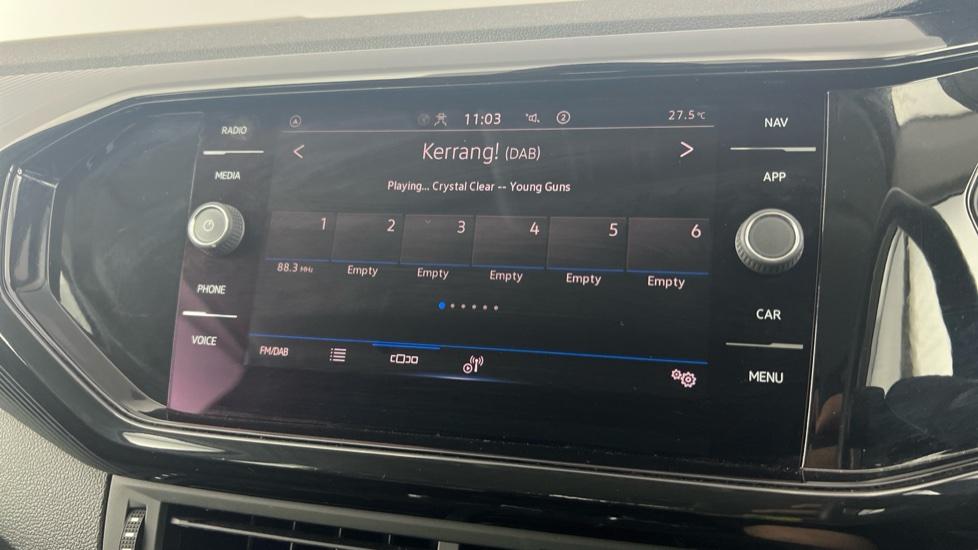 RADIO
MEDIA
PHONE
VOICE
11:03
2
27.5°C
< Kerrang! (DAB) >
Playing... Crystal Clear -- Young Guns
1 2 3 4 5 6
88.3 MHz Empty Empty Empty Empty Empty
FM/DAB
NAV
APP
CAR
MENU